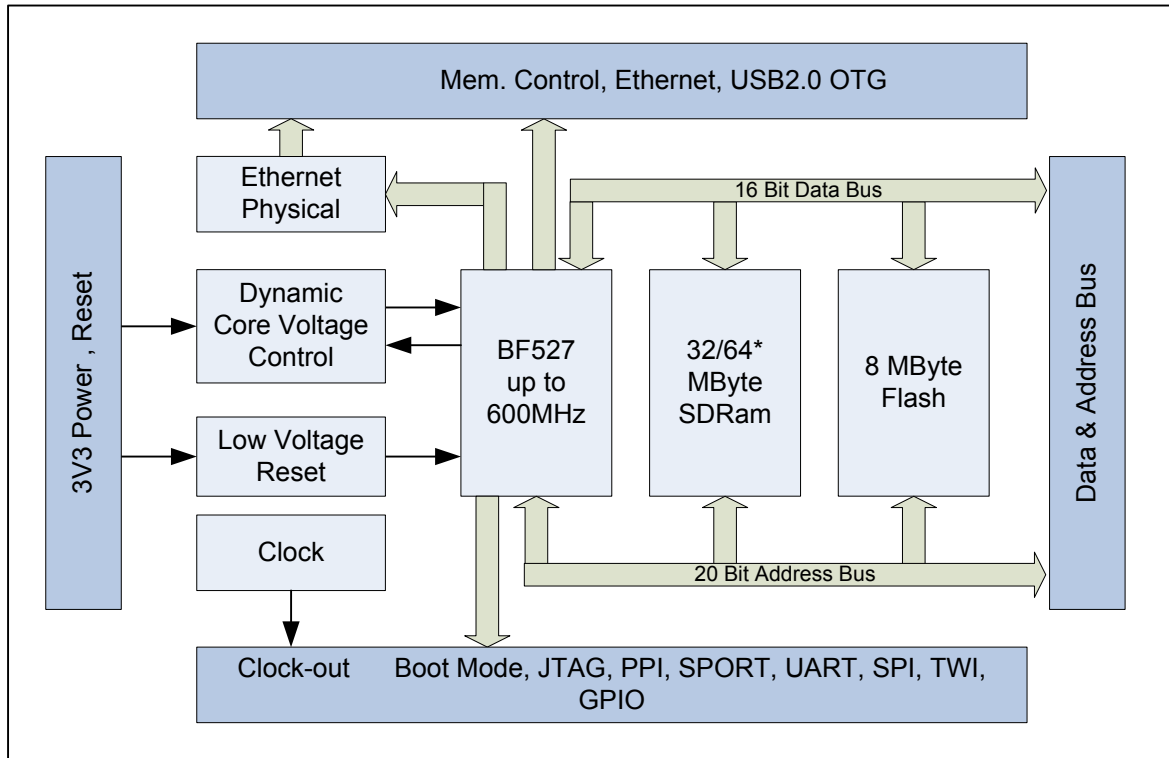 Mem. Control, Ethernet, USB2.0 OTG
Ethernet
Physical
16 Bit Data Bus
3V3 Power , Reset
Dynamic
Core Voltage
Control
BF527
up to
600MHz
32/64*
MByte
SDRam
8 MByte
Flash
Data & Address Bus
Low Voltage
Reset
Clock
20 Bit Address Bus
Clock-out
Boot Mode, JTAG, PPI, SPORT, UART, SPI, TWI,
GPIO